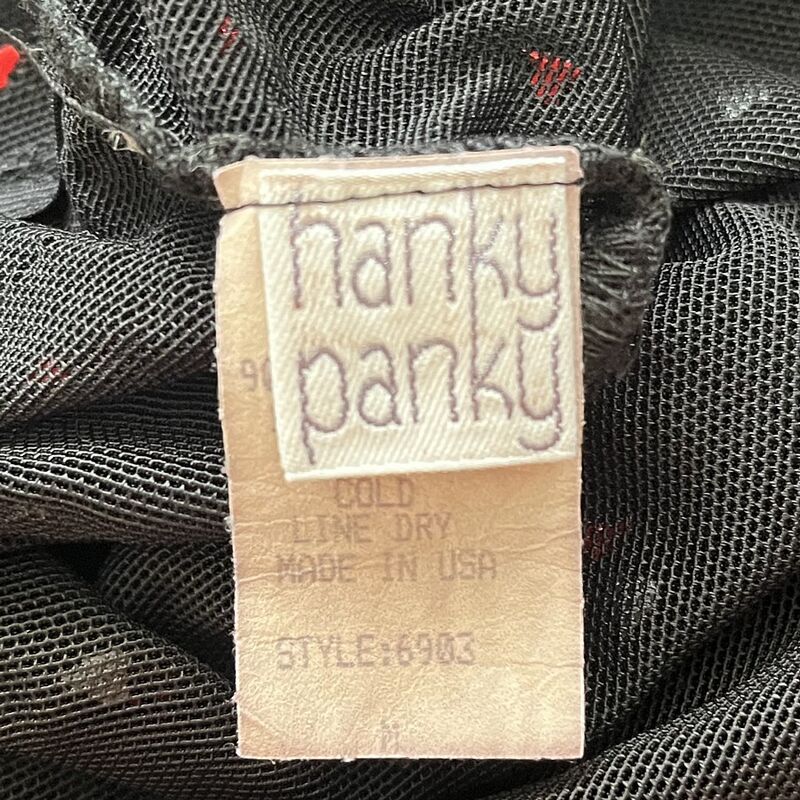 hanky
panky
COLD
LINE DRY
MADE IN USA
STYLE:6903